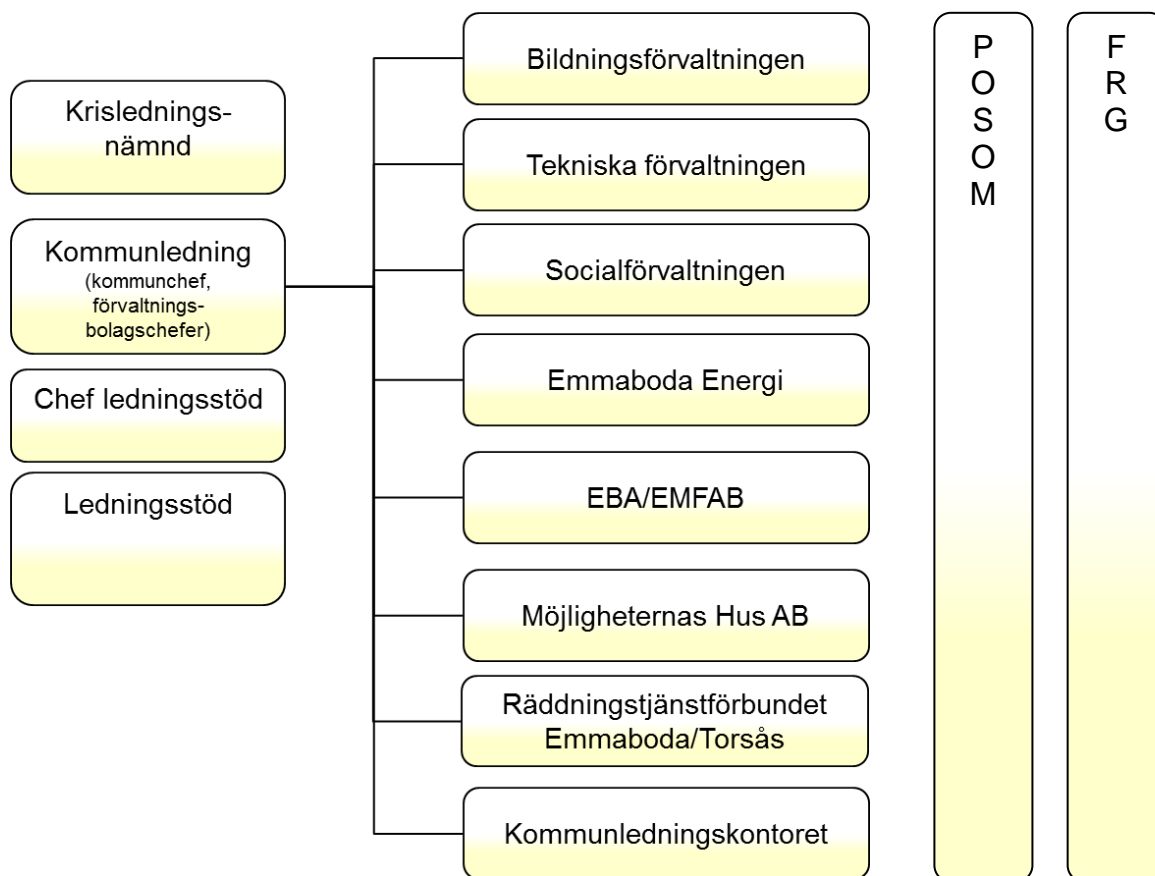 Krislednings-
nämnd
Kommunledning
(kommunchef,
förvaltnings-
bolagschefer)
Chef ledningsstöd
Ledningsstöd
Bildningsförvaltningen
Tekniska förvaltningen
Socialförvaltningen
Emmaboda Energi
EBA/EMFAB
Möjligheternas Hus AB
Räddningstjänstförbundet
Emmaboda/Torsås
Kommunledningskontoret
P
O
S
O
M
F
R
G